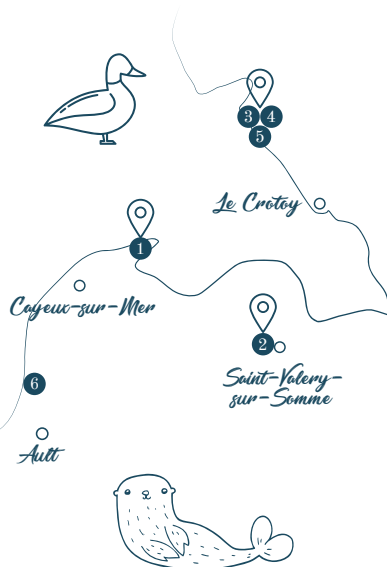 3 4
5
Le Crotoy
1
Cayeux-sur-Mer
2
Saint-Valery-
sur-Somme
6
Ault